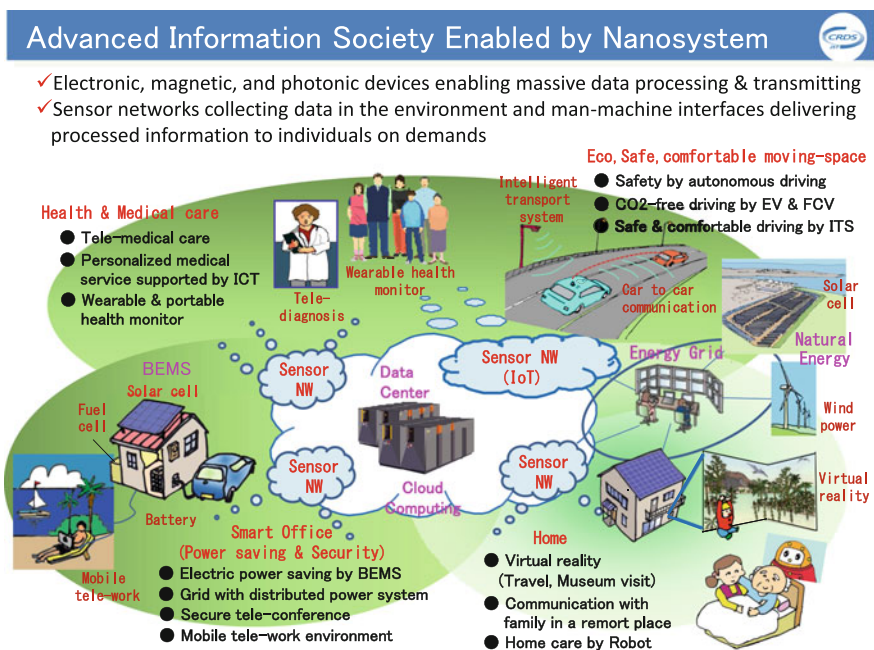 Advanced Information Society Enabled by Nanosystem
CRDS
✓Electronic, magnetic, and photonic devices enabling massive data processing & transmitting
✓Sensor networks collecting data in the environment and man-machine interfaces delivering
processed information to individuals on demands
Eco, Safe, comfortable moving-space
● Safety by autonomous driving
● CO2-free driving by EV & FCV
● Safe & comfortable driving by ITS
Intelligent
transport
system
Car to car
communication
Health & Medical care
● Tele-medical care
● Personalized medical
service supported by ICT
● Wearable & portable
health monitor
Tele-
diagnosis
Wearable health
monitor
Solar
cell
Natural
Energy
Energy Grid
Wind
power
Sensor
NW
Data
Center
Sensor NW
(IoT)
BEMS
Solar cell
Fuel
cell
Battery
Sensor
NW
Cloud
Computing
Sensor
NW
Virtual
reality
Mobile
tele-work
Smart Office
(Power saving & Security)
● Electric power saving by BEMS
● Grid with distributed power system
● Secure tele-conference
● Mobile tele-work environment
Home
● Virtual reality
(Travel, Museum visit)
● Communication with
family in a remort place
● Home care by Robot